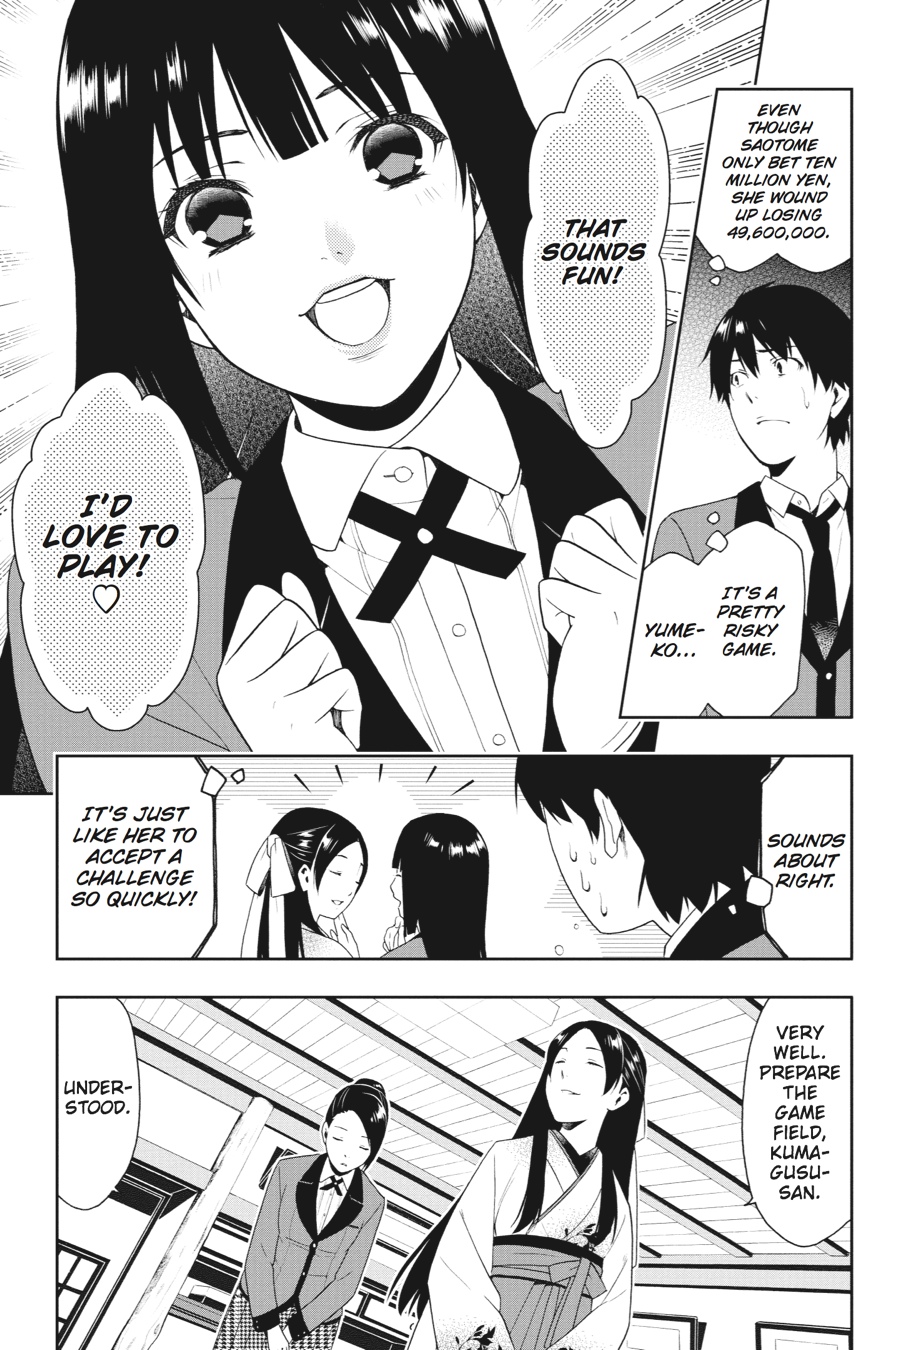 EVEN
THOUGH
SAOTOME
ONLY BET TEN
MILLION YEN,
SHE WOUND
UP LOSING
49,600,000.
IT'S A
PRETTY
RISKY
GAME.
YUME-
KO...
THAT
SOUNDS
FUN!
I'D
LOVE TO
PLAY!
♡
SOUNDS
ABOUT
RIGHT.
IT'S JUST
LIKE HER TO
ACCEPT A
CHALLENGE
SO QUICKLY!
VERY
WELL.
PREPARE
THE
GAME
FIELD,
KUMA-
GUSU-
SAN.
UNDER-
STOOD.